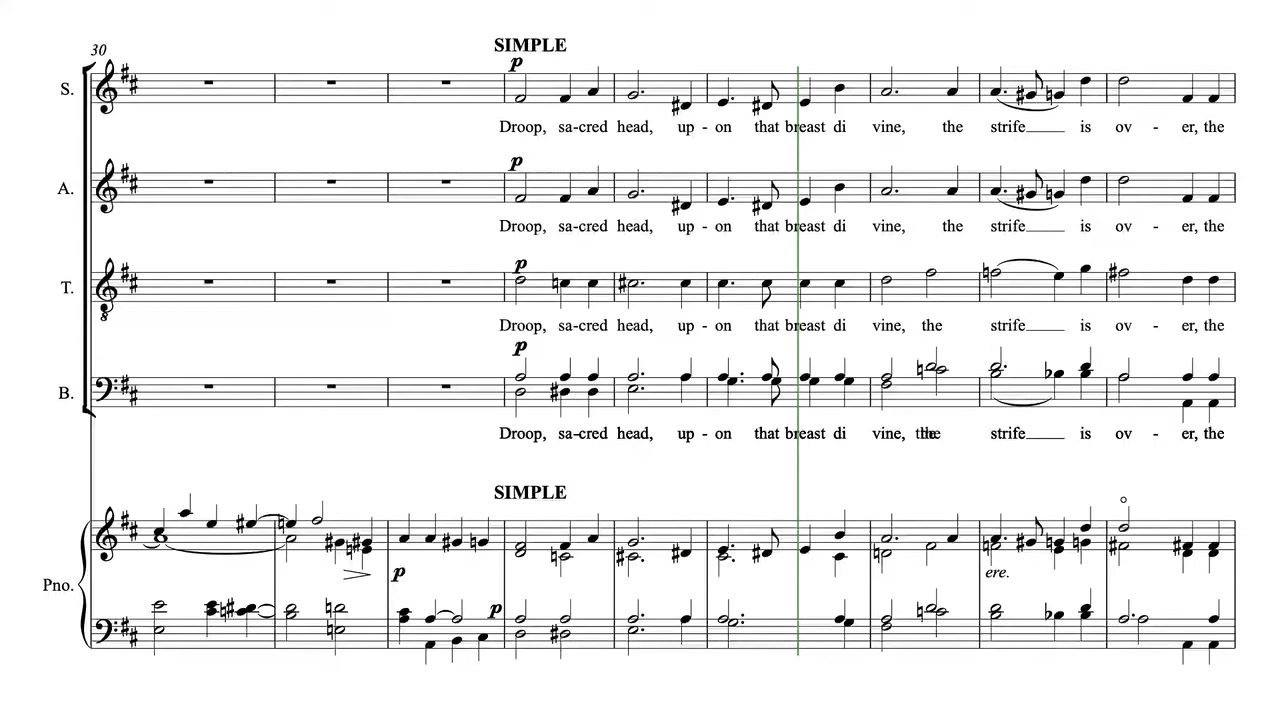 30
SIMPLE
p
S.
Droop, sa-cred head, up - on that breast di vine, the strife is ov - er, the
p
A.
Droop, sa-cred head, up - on that breast di vine, the strife is ov - er, the
p
T.
Droop, sa-cred head, up - on that breast di vine, the strife is ov - er, the
p
B.
Droop, sa-cred head, up - on that breast di vine, the strife is ov - er, the
SIMPLE
Pno.
p
ere.
p